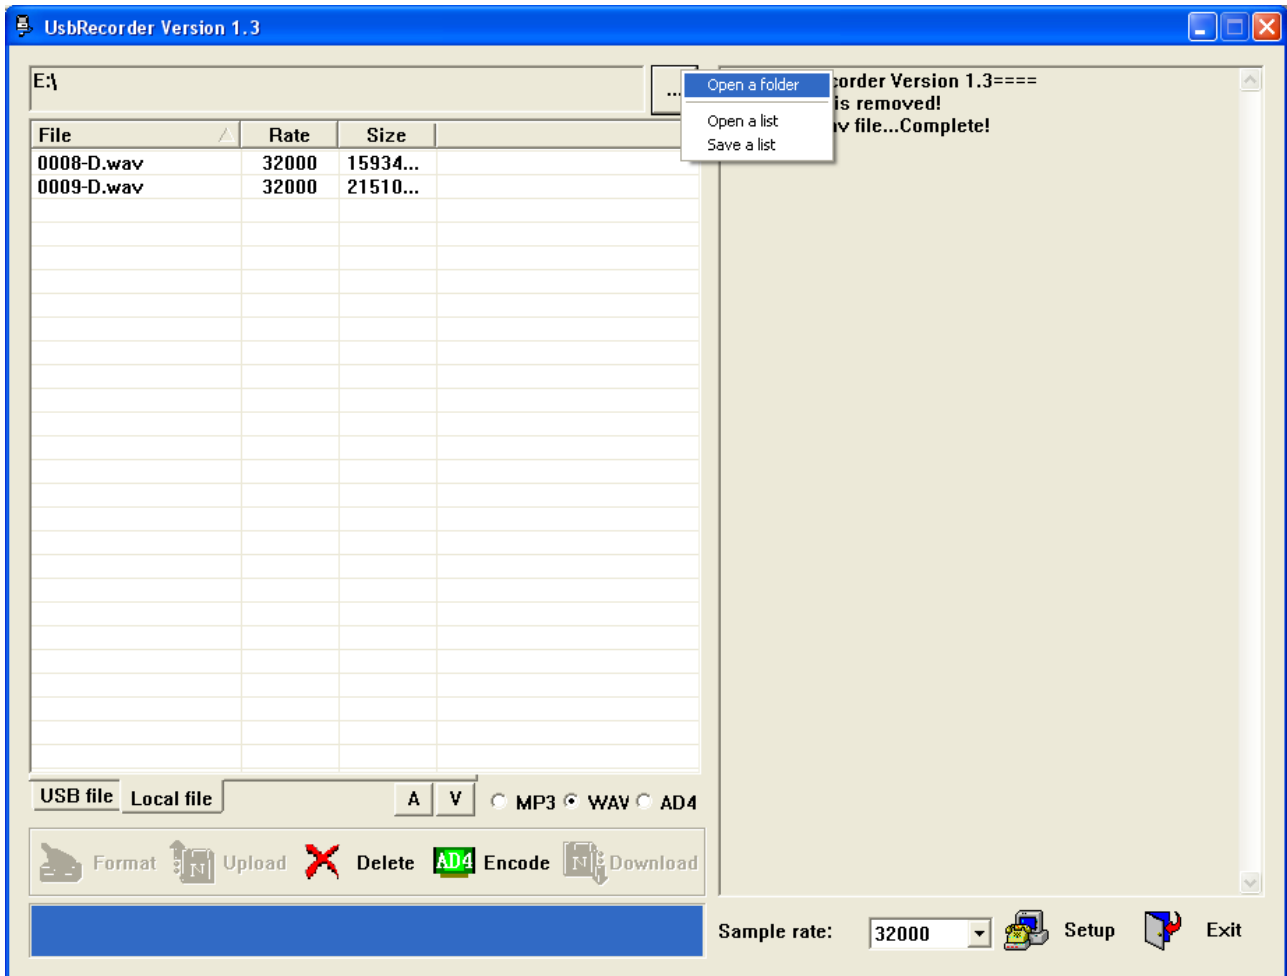 UsbRecorder Version 1.3
E:\
...
Open a folder
Open a list
Save a list
corder Version 1.3====
is removed!
file...Complete!
File Rate Size
0008-D.wav 32000 15934...
0009-D.wav 32000 21510...
USB file Local file A V MP3 WAV AD4
Format N Upload Delete AD4 Encode N Download
Sample rate: 32000 Setup Exit